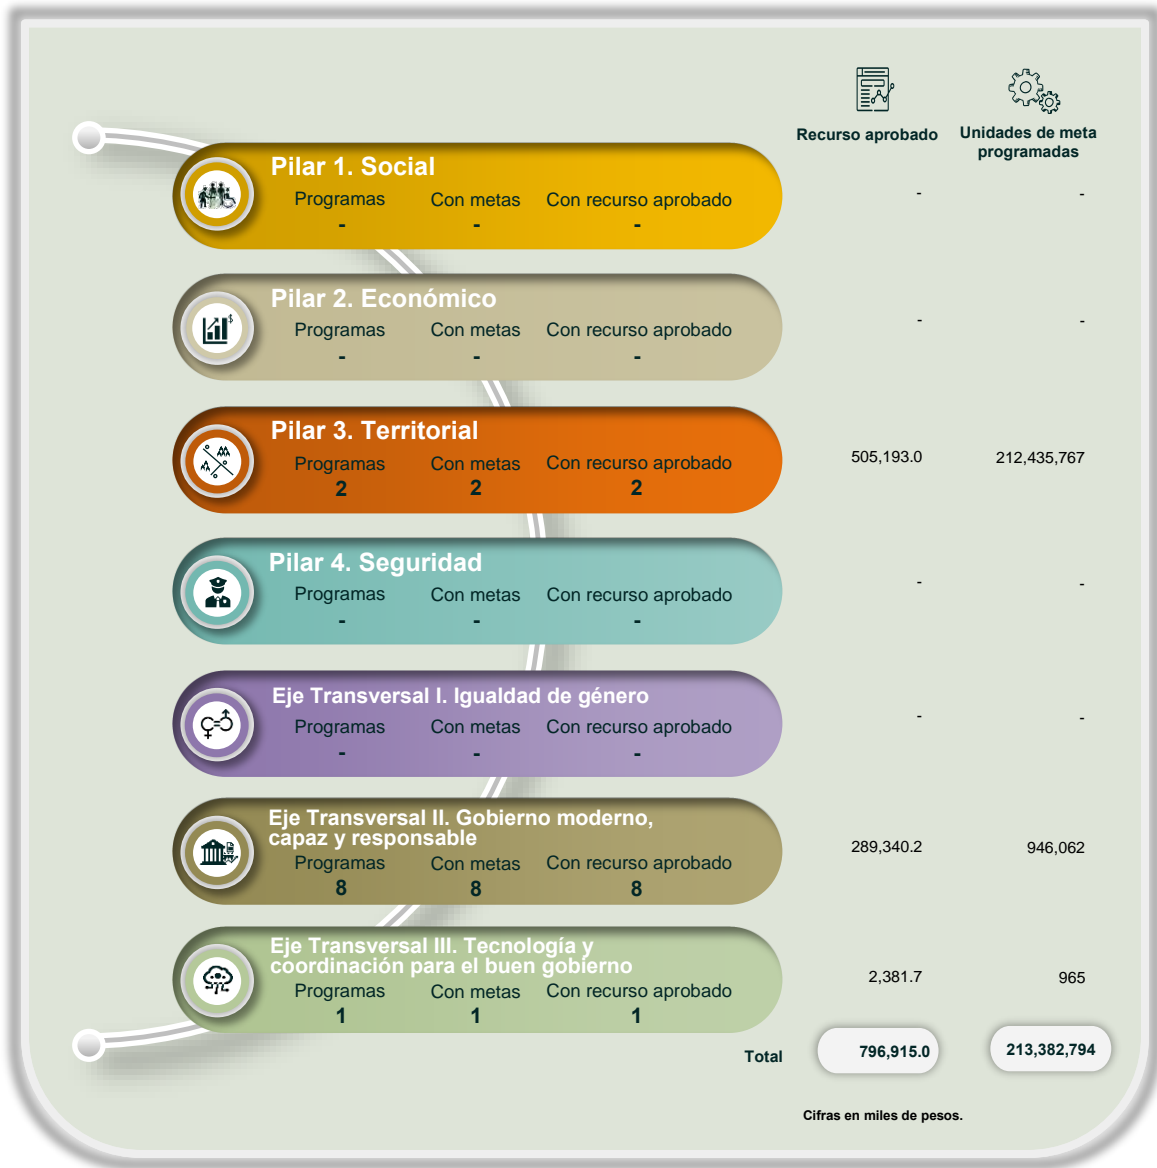 Recurso aprobado
Unidades de meta
programadas
Pilar 1. Social
Programas Con metas Con recurso aprobado
- - -
- -
Pilar 2. Económico
Programas Con metas Con recurso aprobado
- - -
- -
Pilar 3. Territorial
Programas Con metas Con recurso aprobado
2 2 2
505,193.0 212,435,767
Pilar 4. Seguridad
Programas Con metas Con recurso aprobado
- - -
- -
Eje Transversal I. Igualdad de género
Programas Con metas Con recurso aprobado
- - -
- -
Eje Transversal II. Gobierno moderno,
capaz y responsable
Programas Con metas Con recurso aprobado
8 8 8
289,340.2 946,062
Eje Transversal III. Tecnología y
coordinación para el buen gobierno
Programas Con metas Con recurso aprobado
1 1 1
2,381.7 965
Total 796,915.0 213,382,794
Cifras en miles de pesos.